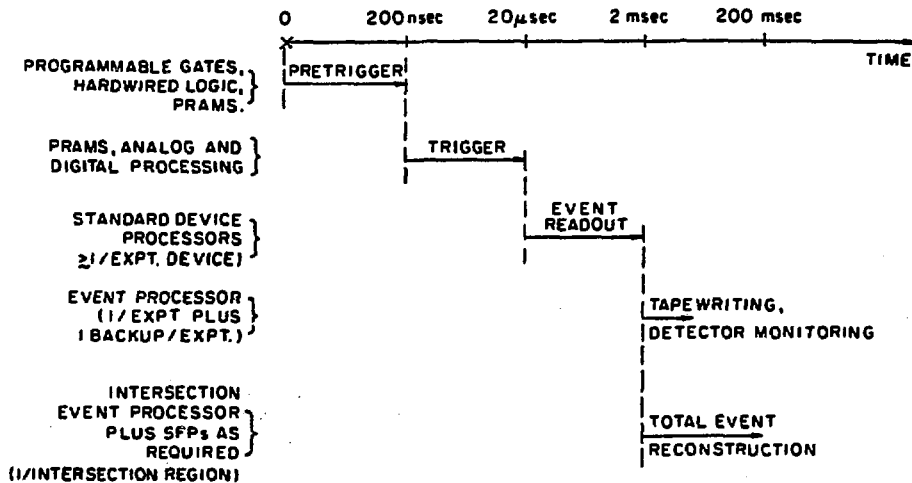 0 200 nsec 20μsec 2 msec 200 msec
TIME
PROGRAMMABLE GATES,
HARDWIRED LOGIC,
PRAMS.
PRETRIGGER
PRAMS, ANALOG AND
DIGITAL PROCESSING
TRIGGER
STANDARD DEVICE
PROCESSORS
≳1/EXPT. DEVICE)
EVENT
READOUT
EVENT PROCESSOR
(1/EXPT PLUS
1 BACKUP/EXPT.)
TAPEWRITING,
DETECTOR MONITORING
INTERSECTION
EVENT PROCESSOR
PLUS SFPs AS
REQUIRED
(1/INTERSECTION REGION)
TOTAL EVENT
RECONSTRUCTION